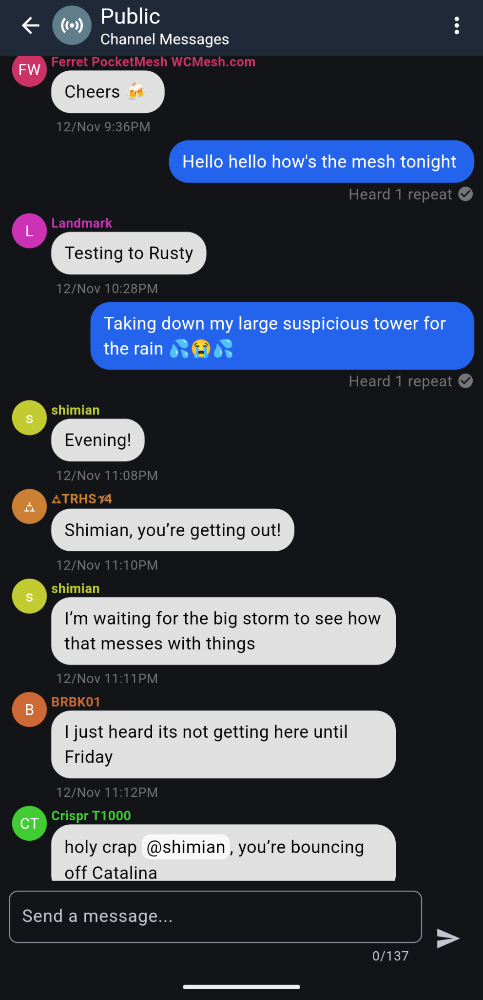 Public
Channel Messages
FW
Ferret PocketMesh WCMesh.com
Cheers 🍻
12/Nov 9:36PM
Hello hello how's the mesh tonight
Heard 1 repeat
L
Landmark
Testing to Rusty
12/Nov 10:28PM
Taking down my large suspicious tower for
the rain 💦😭💦
Heard 1 repeat
s
shimian
Evening!
12/Nov 11:08PM
TRHS𝓋4
Shimian, you’re getting out!
12/Nov 11:10PM
s
shimian
I’m waiting for the big storm to see how
that messes with things
12/Nov 11:11PM
B
BRBK01
I just heard its not getting here until
Friday
12/Nov 11:12PM
CT
Crispr T1000
holy crap @shimian, you’re bouncing
off Catalina
Send a message...
0/137